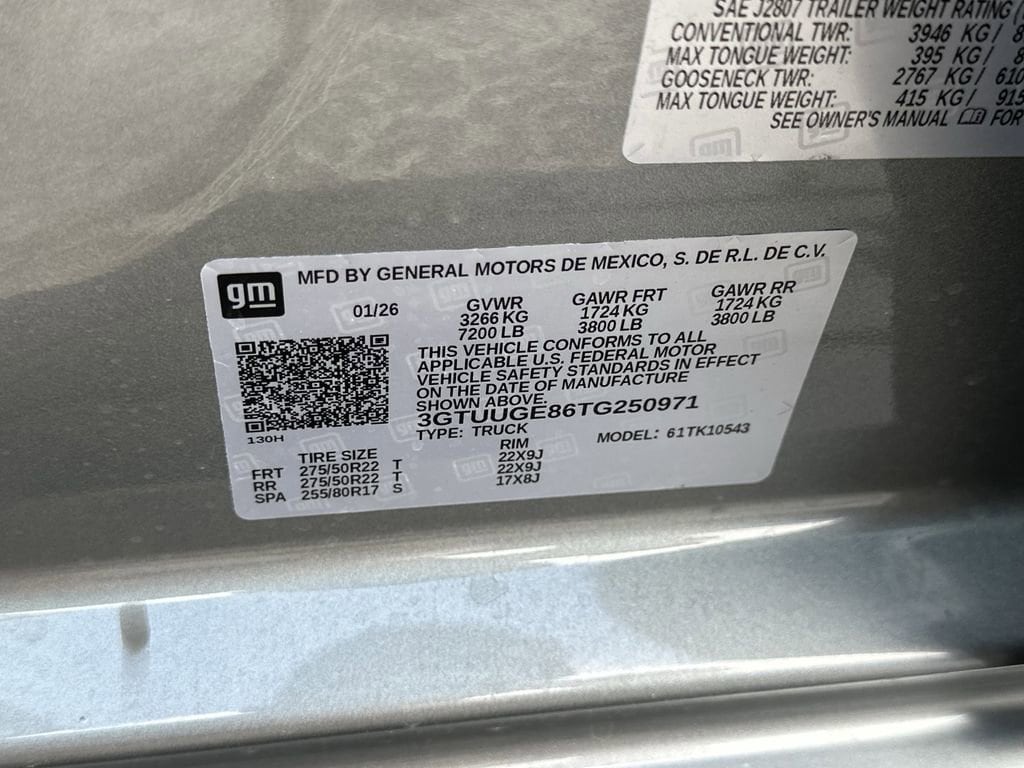 SAE J2807 TRAILER WEIGHT RATING
CONVENTIONAL TWR: 3946 KG / 8
MAX TONGUE WEIGHT: 395 KG / 8
GOOSENECK TWR: 2767 KG / 610
MAX TONGUE WEIGHT: 415 KG / 915
SEE OWNER'S MANUAL FOR
gm
MFD BY GENERAL MOTORS DE MEXICO, S. DE R.L. DE C.V.
01/26 GVWR GAWR FRT GAWR RR
3266 KG 1724 KG 1724 KG
7200 LB 3800 LB 3800 LB
THIS VEHICLE CONFORMS TO ALL
APPLICABLE U.S. FEDERAL MOTOR
VEHICLE SAFETY STANDARDS IN EFFECT
ON THE DATE OF MANUFACTURE
SHOWN ABOVE.
3GTUUGE86TG250971
130H
TYPE: TRUCK MODEL: 61TK10543
TIRE SIZE RIM
FRT 275/50R22 T 22X9J
RR 275/50R22 T 22X9J
SPA 255/80R17 S 17X8J